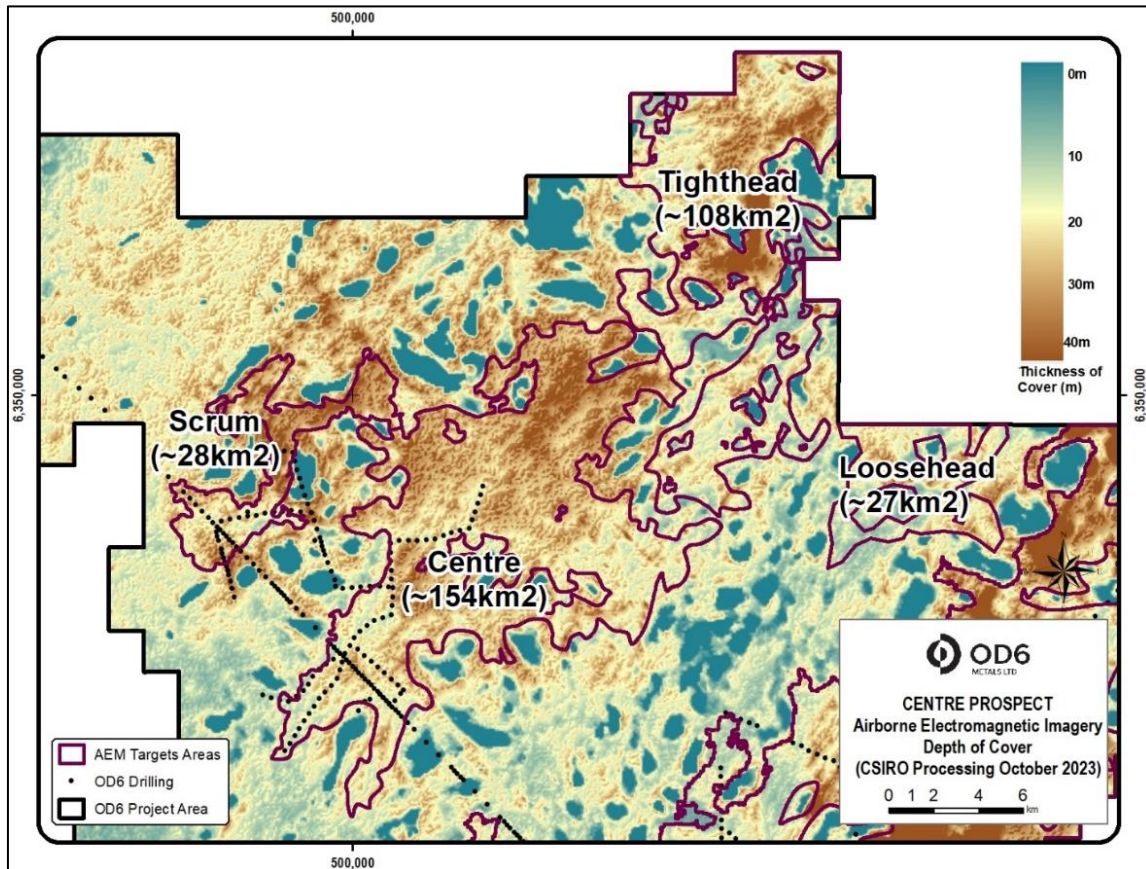 500,000
0m
10
20
30m
40m
Thickness of
Cover (m)
Tighthead
(~108km2)
6,350,000
6,350,000
Scrum
(~28km2)
Loosehead
(~27km2)
Centre
(~154km2)
OD6
METALS LTD
CENTRE PROSPECT
Airborne Electromagnetic Imagery
Depth of Cover
(CSIRO Processing October 2023)
0 1 2 4 6
km
AEM Targets Areas
OD6 Drilling
OD6 Project Area
500,000